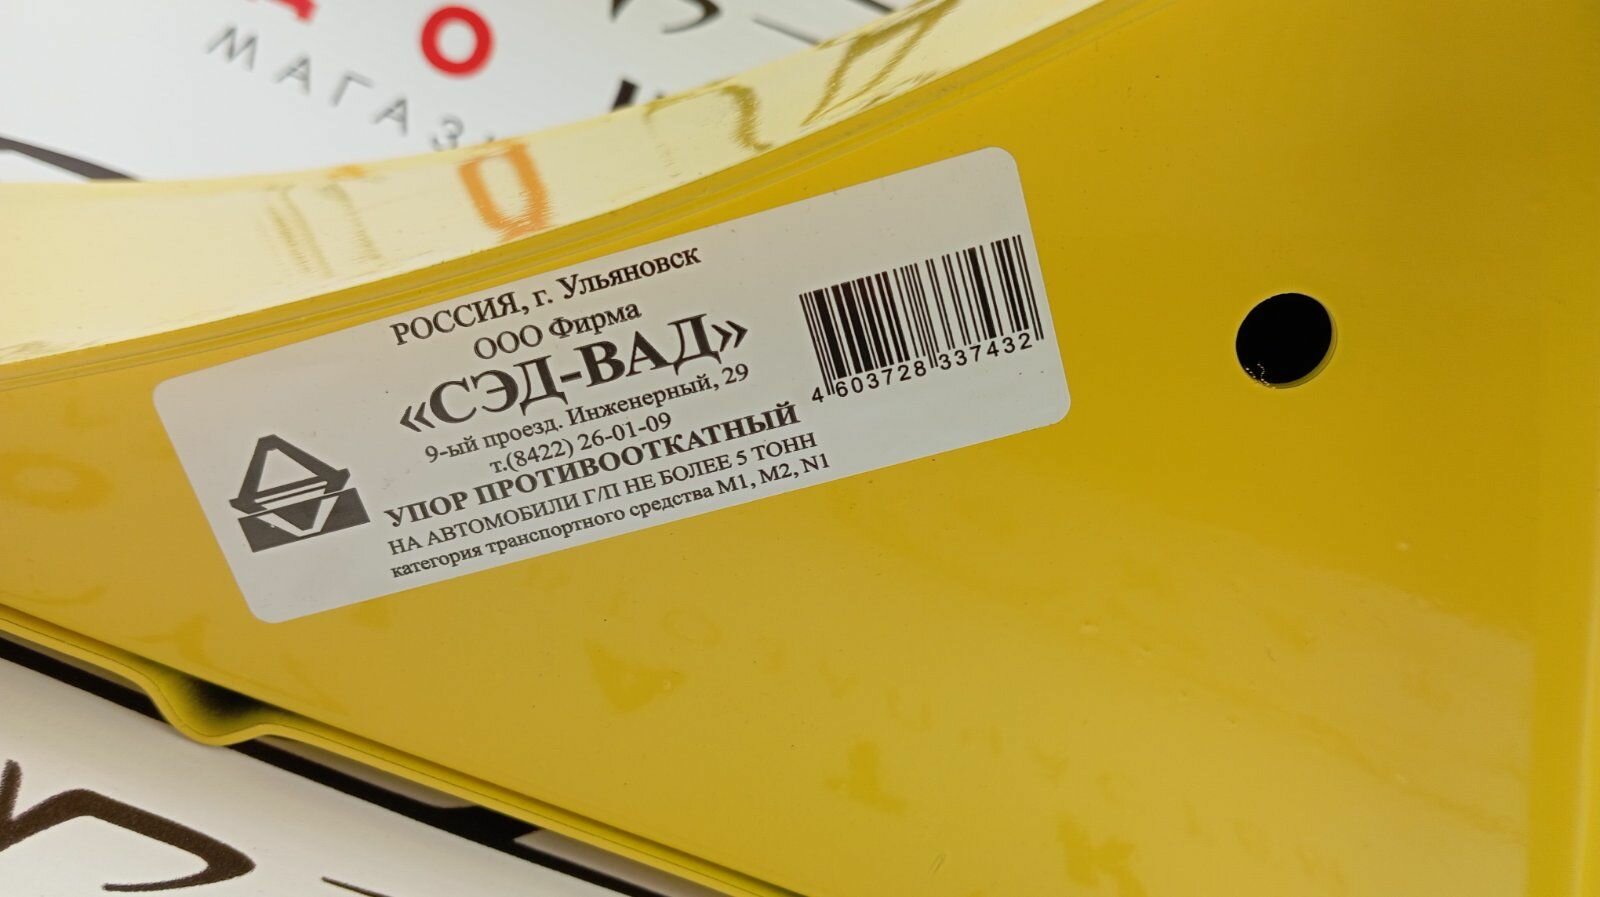 О
МАГАЗ
РОССИЯ, г. Ульяновск
ООО Фирма
«СЭД-ВАД»
9-ый проезд. Инженерный, 29
т.(8422) 26-01-09
УПОР ПРОТИВООТКАТНЫЙ
НА АВТОМОБИЛИ Г/П НЕ БОЛЕЕ 5 ТОНН
категория транспортного средства М1, М2, N1
4 603728 337432